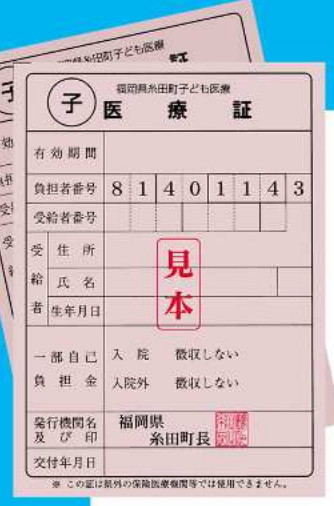 福岡県糸田町子ども医療
子
医療証
有効期間
負担者番号 8 1 4 0 1 1 4 3
受給者番号
受給者
住所
氏名
生年月日
見本
一部自己負担金
入院 徴収しない
入院外 徴収しない
発行機関名及び印
福岡県
糸田町長
交付年月日
※ この証は県外の保険医療機関等では使用できません。